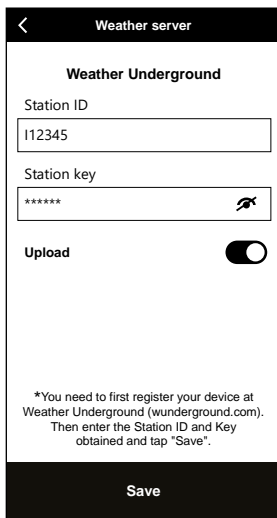 Weather server
Weather Underground
Station ID
I12345
Station key
******
Upload
*You need to first register your device at
Weather Underground (wunderground.com).
Then enter the Station ID and Key
obtained and tap "Save".
Save